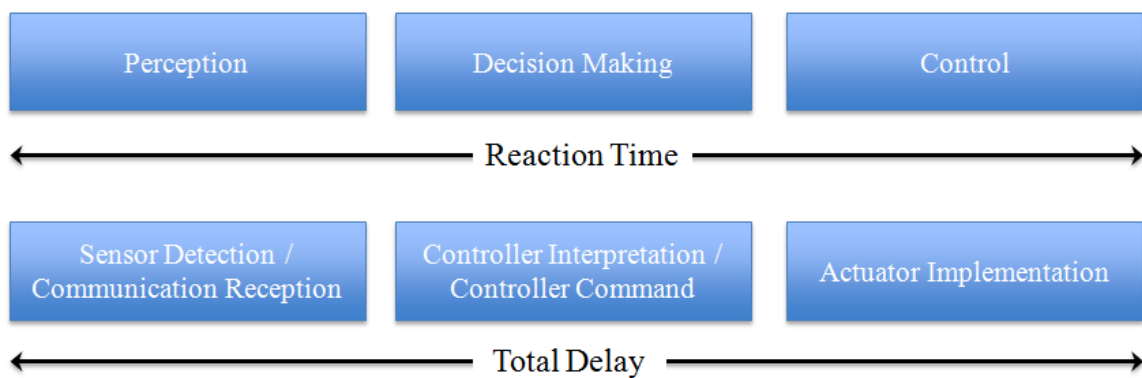 Perception
Decision Making
Control
Reaction Time
Sensor Detection /
Communication Reception
Controller Interpretation /
Controller Command
Actuator Implementation
Total Delay